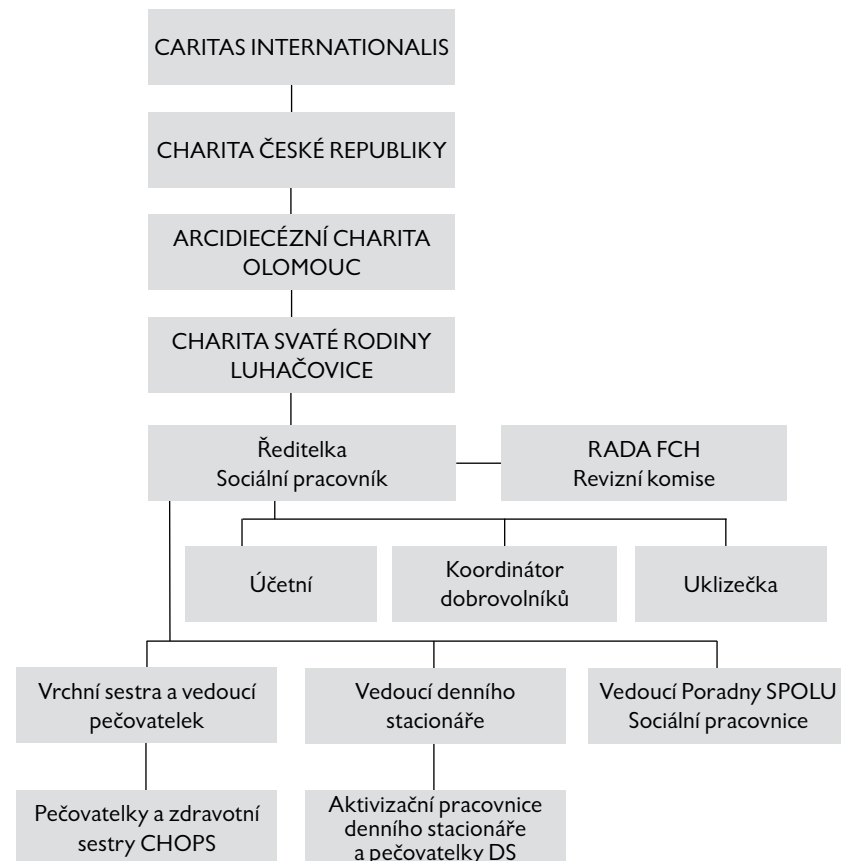 CARITAS INTERNATIONALIS
CHARITA ČESKÉ REPUBLIKY
ARCIDIECÉZNÍ CHARITA
OLOMOUC
CHARITA SVATÉ RODINY
LUHAČOVICE
Ředitelka
Sociální pracovník
RADA FCH
Revizní komise
Účetní
Koordinátor
dobrovolníků
Uklizečka
Vrchní sestra a vedoucí
pečovatelek
Vedoucí denního
stacionáře
Vedoucí Poradny SPOLU
Sociální pracovnice
Pečovatelky a zdravotní
sestry CHOPS
Aktivizační pracovnice
denního stacionáře
a pečovatelky DS